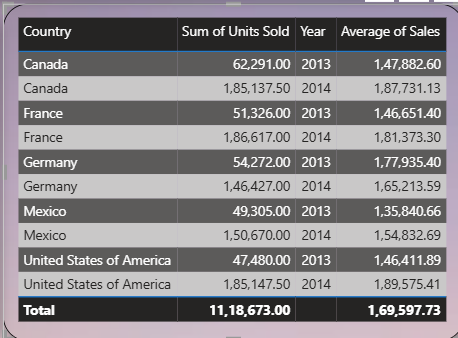 Country Sum of Units Sold Year Average of Sales
Canada 62,291.00 2013 1,47,882.60
Canada 1,85,137.50 2014 1,87,731.13
France 51,326.00 2013 1,46,651.40
France 1,86,617.00 2014 1,81,373.30
Germany 54,272.00 2013 1,77,935.40
Germany 1,46,427.00 2014 1,65,213.59
Mexico 49,305.00 2013 1,35,840.66
Mexico 1,50,670.00 2014 1,54,832.69
United States of America 47,480.00 2013 1,46,411.89
United States of America 1,85,147.50 2014 1,89,575.41
Total 11,18,673.00 1,69,597.73